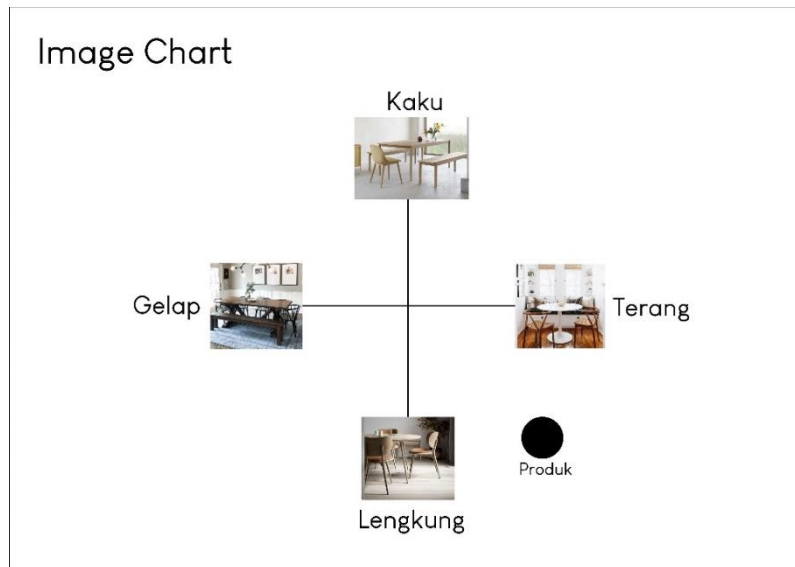 Image Chart
Kaku
Gelap
Terang
Produk
Lengkung